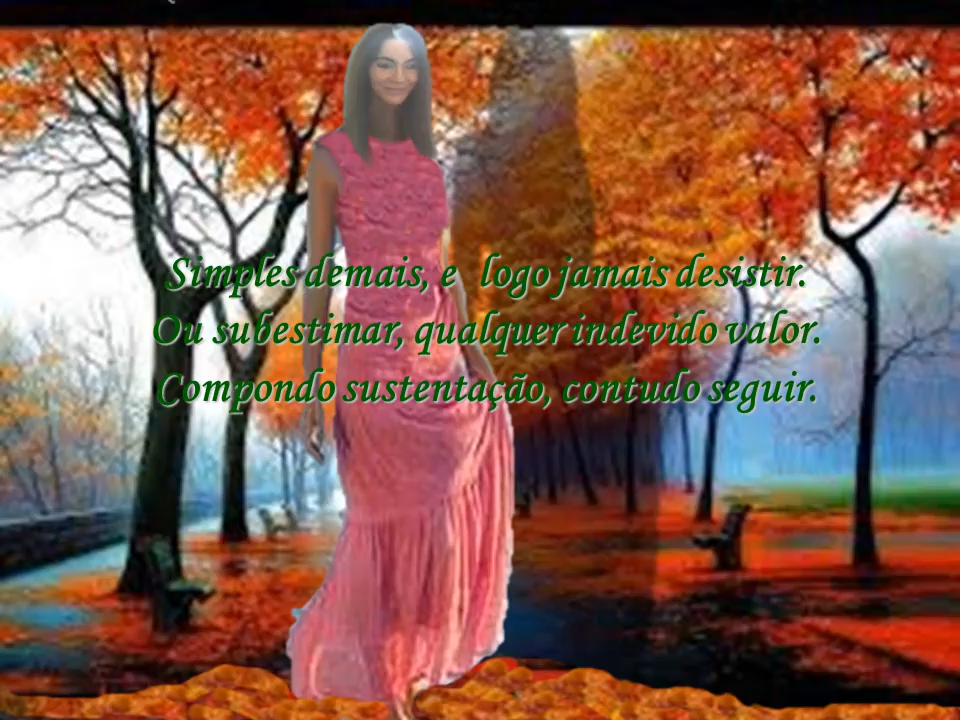 Simples demais, e logo jamais desistir.
Ou subestimar, qualquer indevido valor.
Compondo sustentação, contudo seguir.